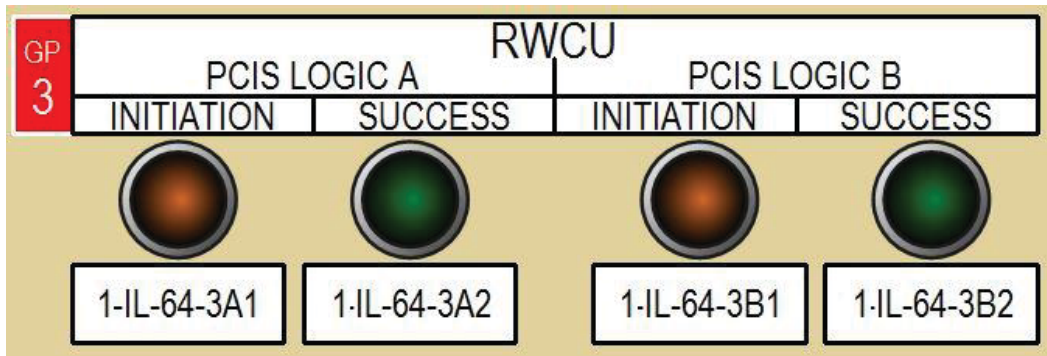 GP
3
RWCU
PCIS LOGIC A PCIS LOGIC B
INITIATION SUCCESS INITIATION SUCCESS
1-IL-64-3A1 1-IL-64-3A2 1-IL-64-3B1 1-IL-64-3B2